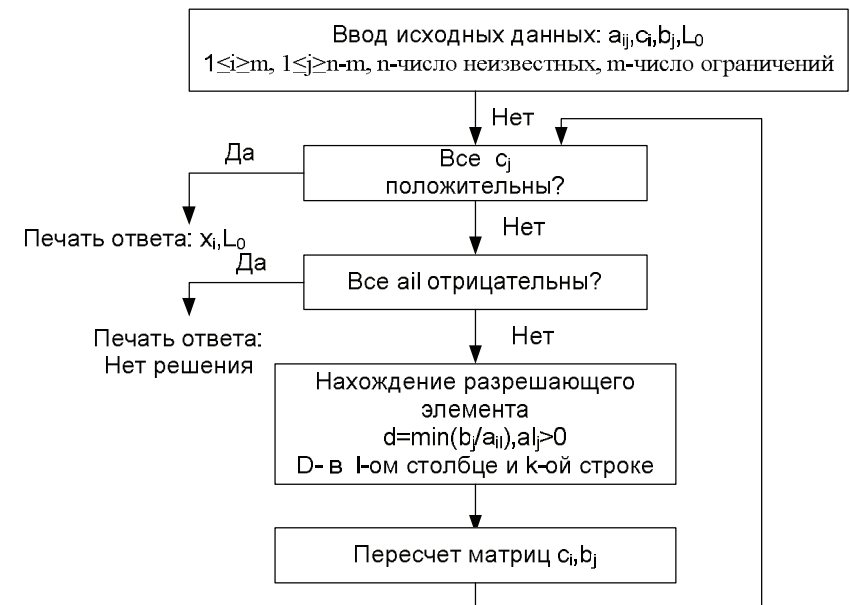 Ввод исходных данных: aᵢⱼ,cᵢ,bⱼ,L₀
1≤i≥m, 1≤j≥n-m, n-число неизвестных, m-число ограничений
Нет
Да
Все cⱼ
положительны?
Нет
Печать ответа: xᵢ,L₀
Да
Все ail отрицательны?
Нет
Печать ответа:
Нет решения
Нахождение разрешающего
элемента
d=min(bⱼ/aᵢₗ),alⱼ>0
D- в l-ом столбце и k-ой строке
Пересчет матриц cᵢ,bⱼ